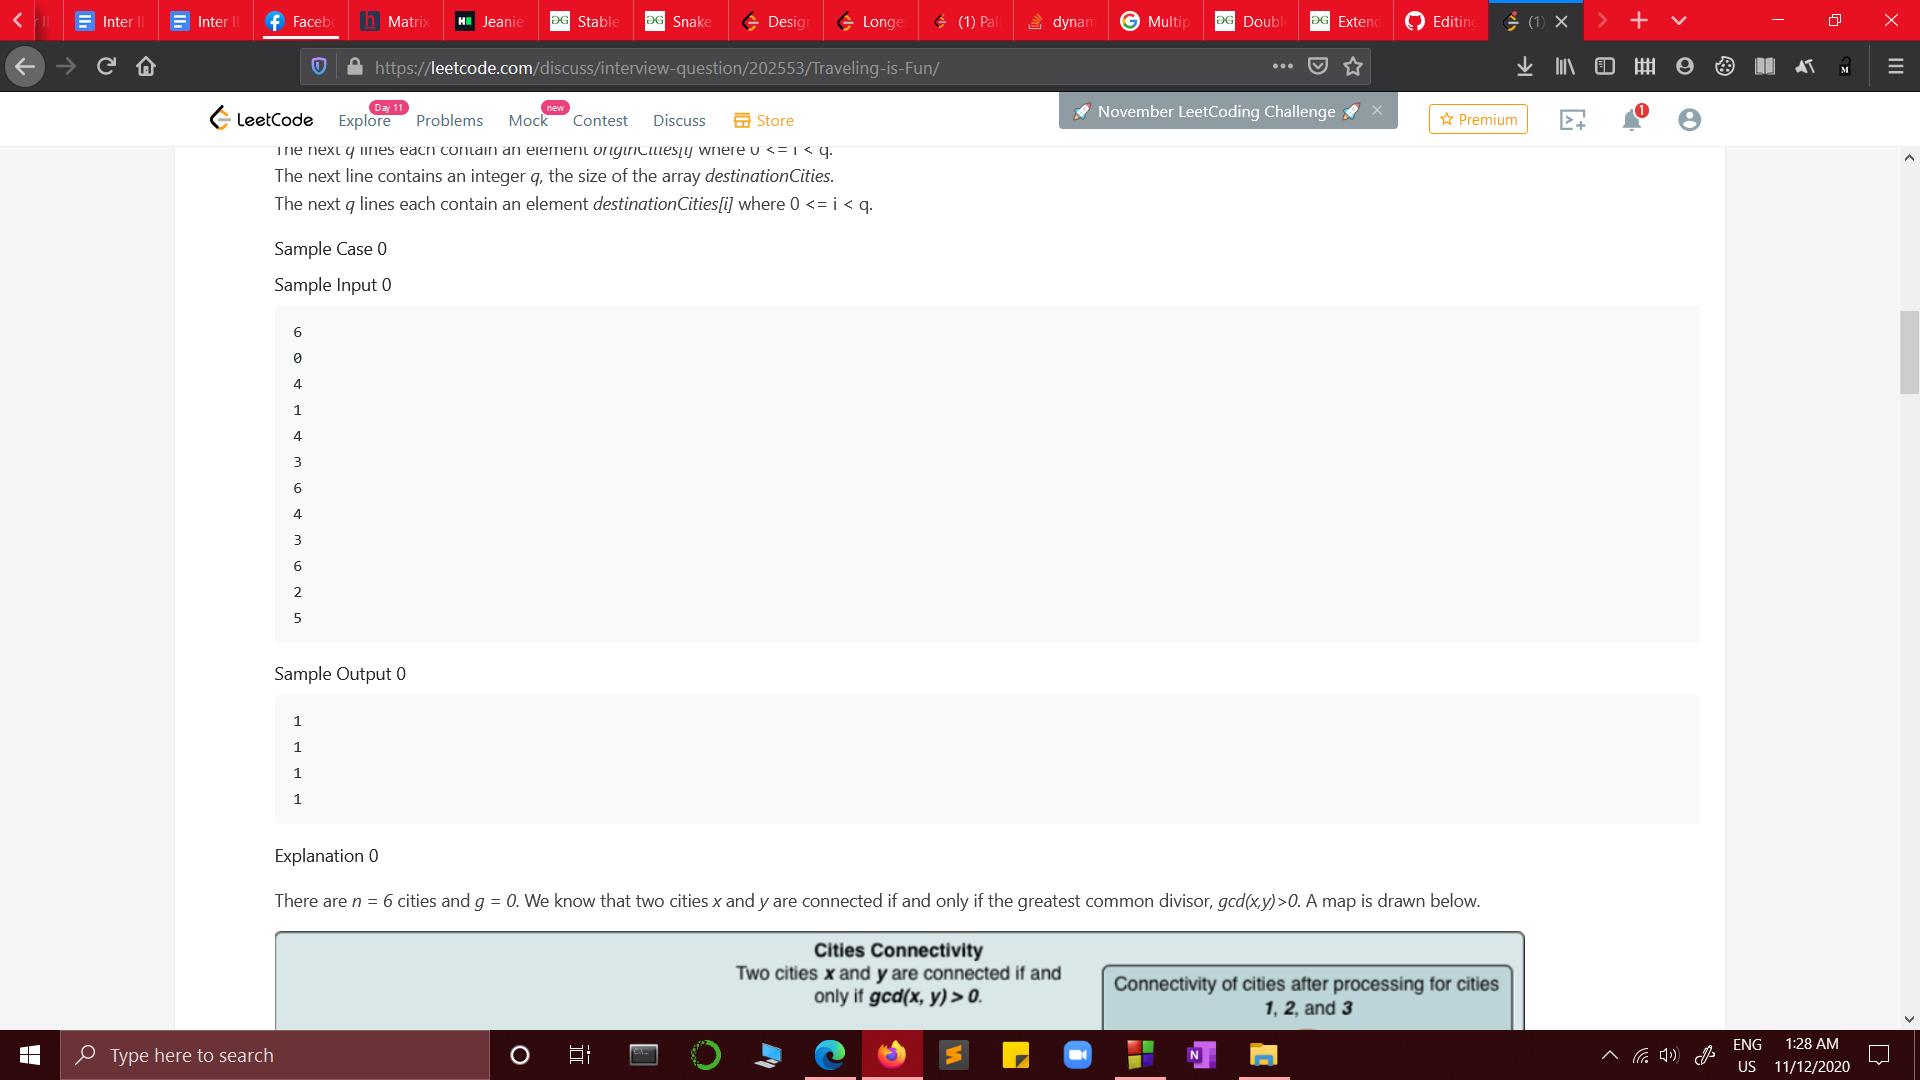 Inter Il
Inter Il
Faceb
Matrix
Jeanie
Stable
Snake
Design
Longe
(1) Pal
dynam
Multip
Doubl
Exten
Editing
(1)
https://leetcode.com/discuss/interview-question/202553/Traveling-is-Fun/
LeetCode
Explore
Day 11
Problems
Mock
new
Contest
Discuss
Store
🚀 November LeetCoding Challenge 🚀
Premium
1
The next q lines each contain an element originCities[i] where 0 <= i < q.
The next line contains an integer q, the size of the array destinationCities.
The next q lines each contain an element destinationCities[i] where 0 <= i < q.
Sample Case 0
Sample Input 0
6
0
4
1
4
3
6
4
3
6
2
5
Sample Output 0
1
1
1
1
Explanation 0
There are n = 6 cities and g = 0. We know that two cities x and y are connected if and only if the greatest common divisor, gcd(x,y)>0. A map is drawn below.
Cities Connectivity
Two cities x and y are connected if and
only if gcd(x, y) > 0.
Connectivity of cities after processing for cities
1, 2, and 3
Type here to search
ENG
US
1:28 AM
11/12/2020